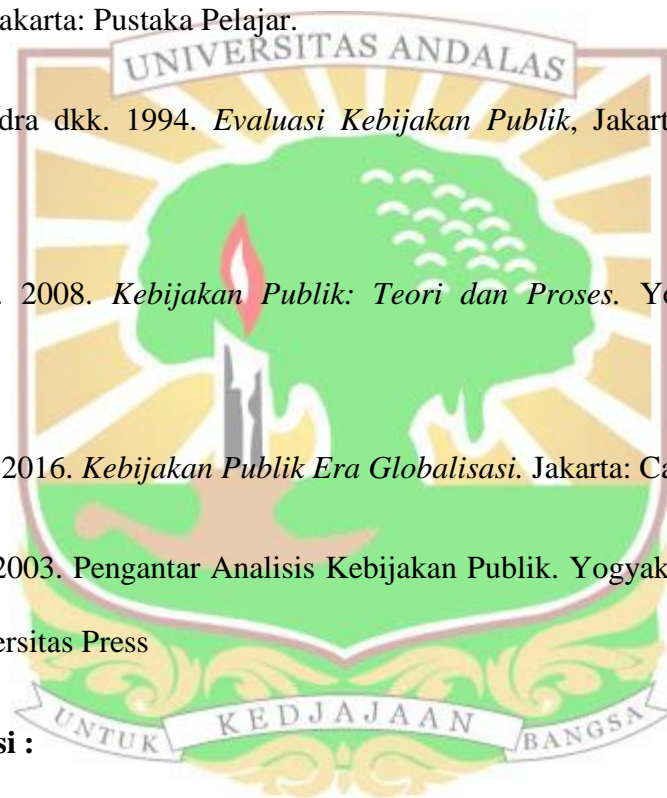 akarta: Pustaka Pelajar.
UNIVERSITAS ANDALAS
dra dkk. 1994. Evaluasi Kebijakan Publik, Jakart
. 2008. Kebijakan Publik: Teori dan Proses. Yo
2016. Kebijakan Publik Era Globalisasi. Jakarta: Ca
2003. Pengantar Analisis Kebijakan Publik. Yogyak
ersitas Press
UNTUK KEDJAJAAN BANGSA
si :